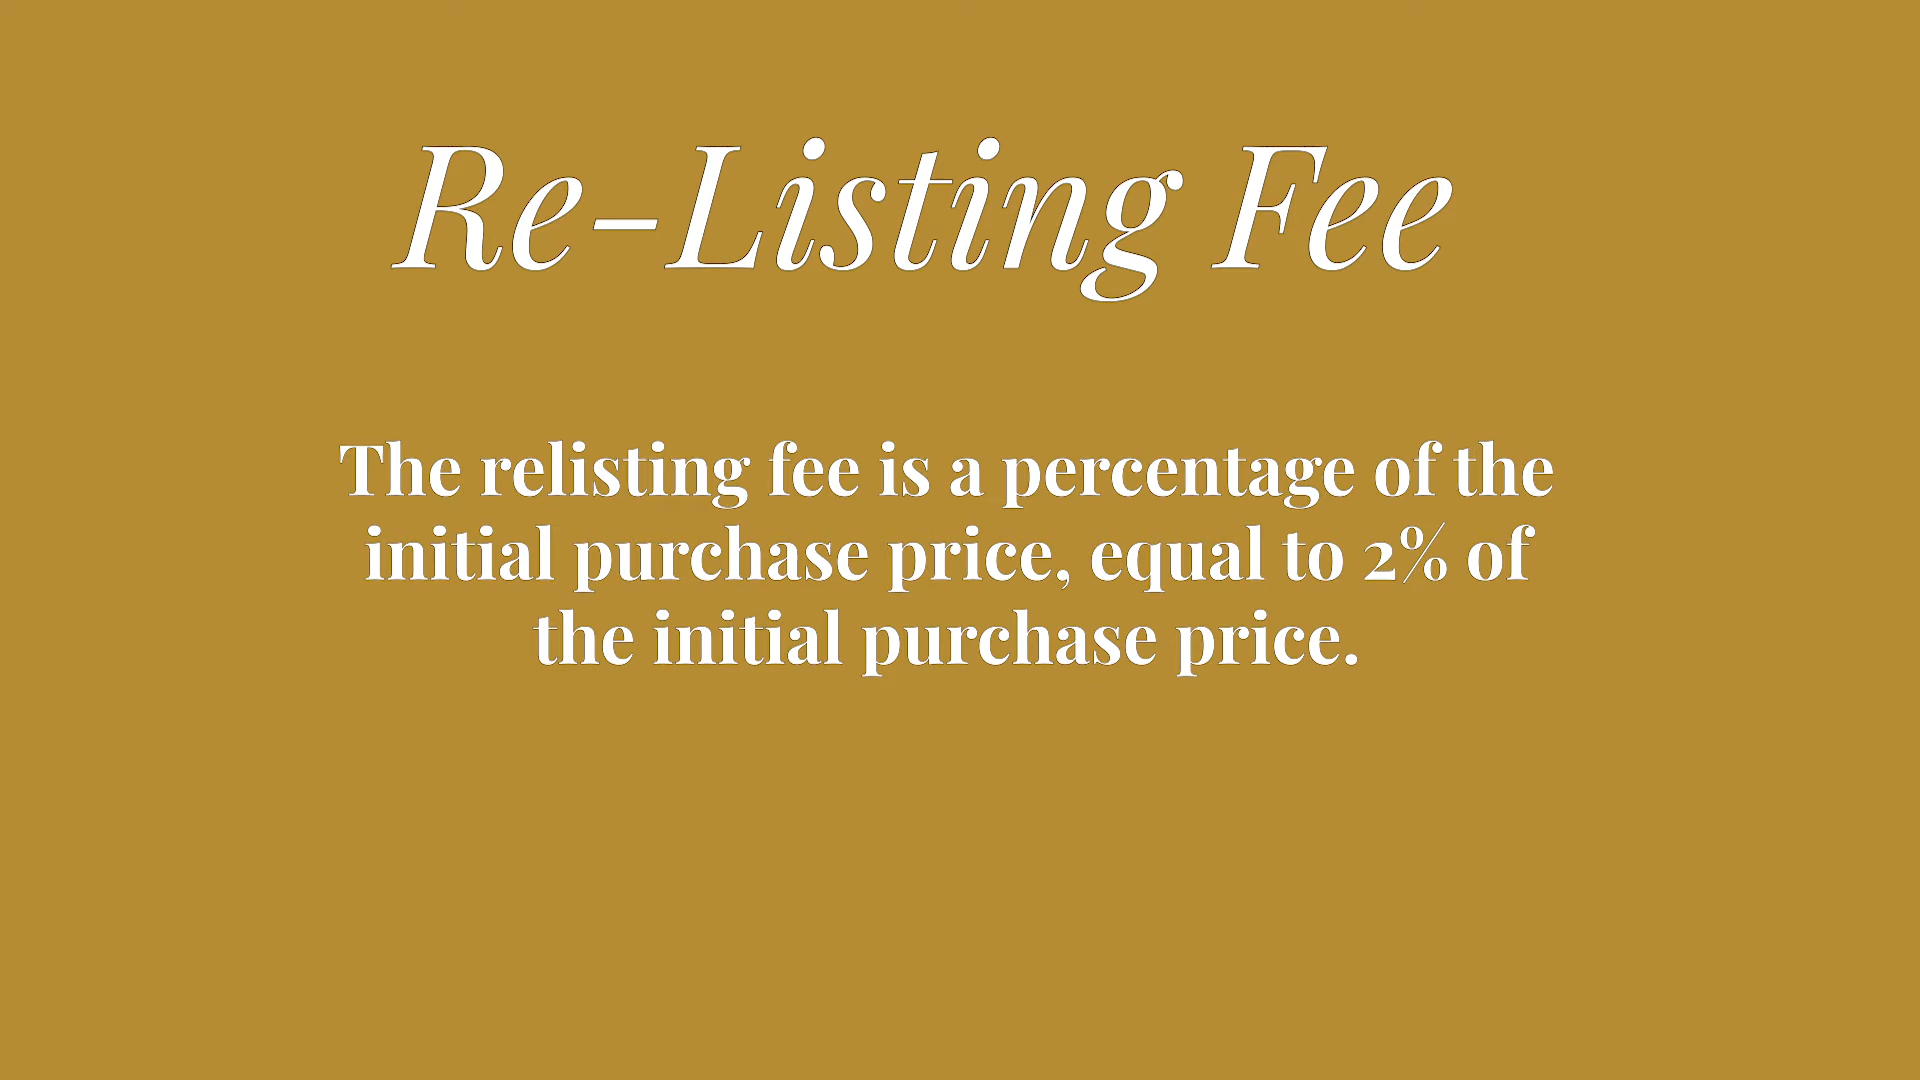 Re-Listing Fee
The relisting fee is a percentage of the
initial purchase price, equal to 2% of
the initial purchase price.